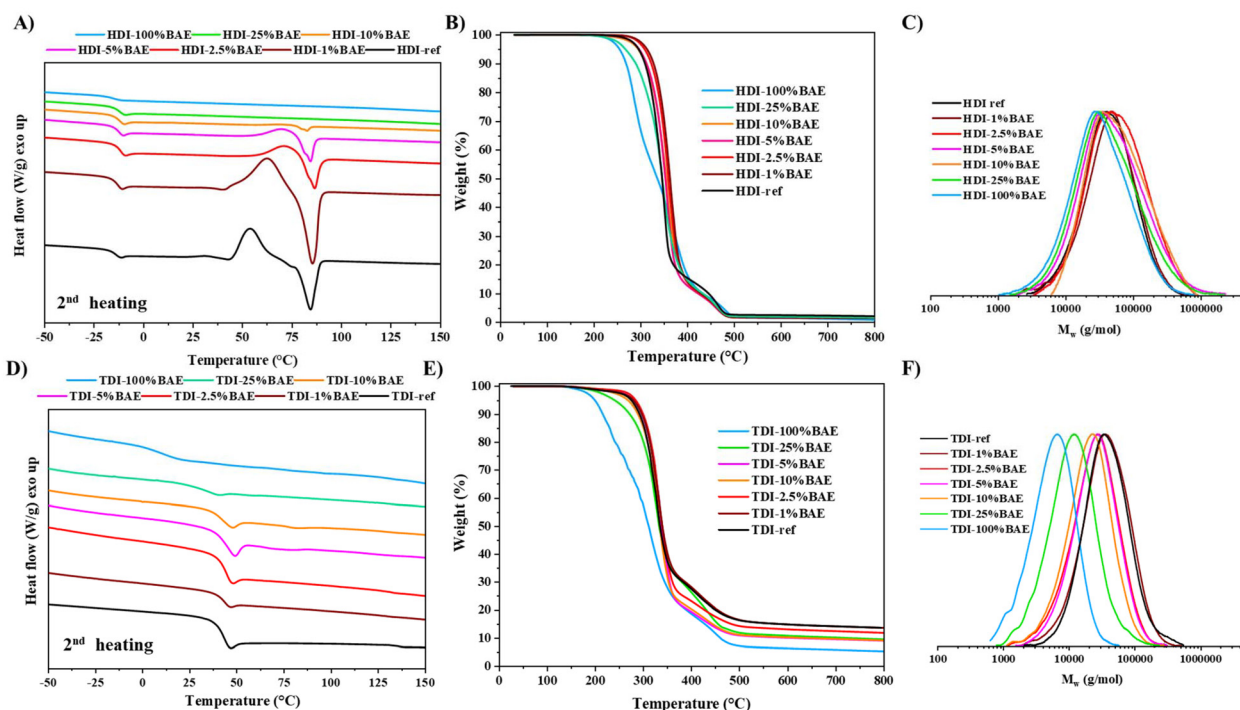 A)
HDI-100%BAE HDI-25%BAE HDI-10%BAE
HDI-5%BAE HDI-2.5%BAE HDI-1%BAE HDI-ref
Heat flow (W/g) exo up
2nd heating
-50 -25 0 25 50 75 100 125 150
Temperature (°C)
B)
Weight (%)
100
90
80
70
60
50
40
30
20
10
0
HDI-100%BAE
HDI-25%BAE
HDI-10%BAE
HDI-5%BAE
HDI-2.5%BAE
HDI-1%BAE
HDI-ref
0 100 200 300 400 500 600 700 800
Temperature (°C)
C)
HDI ref
HDI-1%BAE
HDI-2.5%BAE
HDI-5%BAE
HDI-10%BAE
HDI-25%BAE
HDI-100%BAE
100 1000 10000 100000 1000000
Mw (g/mol)
D)
TDI-100%BAE TDI-25%BAE TDI-10%BAE
TDI-5%BAE TDI-2.5%BAE TDI-1%BAE TDI-ref
Heat flow (W/g) exo up
2nd heating
-50 -25 0 25 50 75 100 125 150
Temperature (°C)
E)
Weight (%)
100
90
80
70
60
50
40
30
20
10
0
TDI-100%BAE
TDI-25%BAE
TDI-5%BAE
TDI-10%BAE
TDI-2.5%BAE
TDI-1%BAE
TDI-ref
0 100 200 300 400 500 600 700 800
Temperature (°C)
F)
TDI-ref
TDI-1%BAE
TDI-2.5%BAE
TDI-5%BAE
TDI-10%BAE
TDI-25%BAE
TDI-100%BAE
100 1000 10000 100000 1000000
Mw (g/mol)